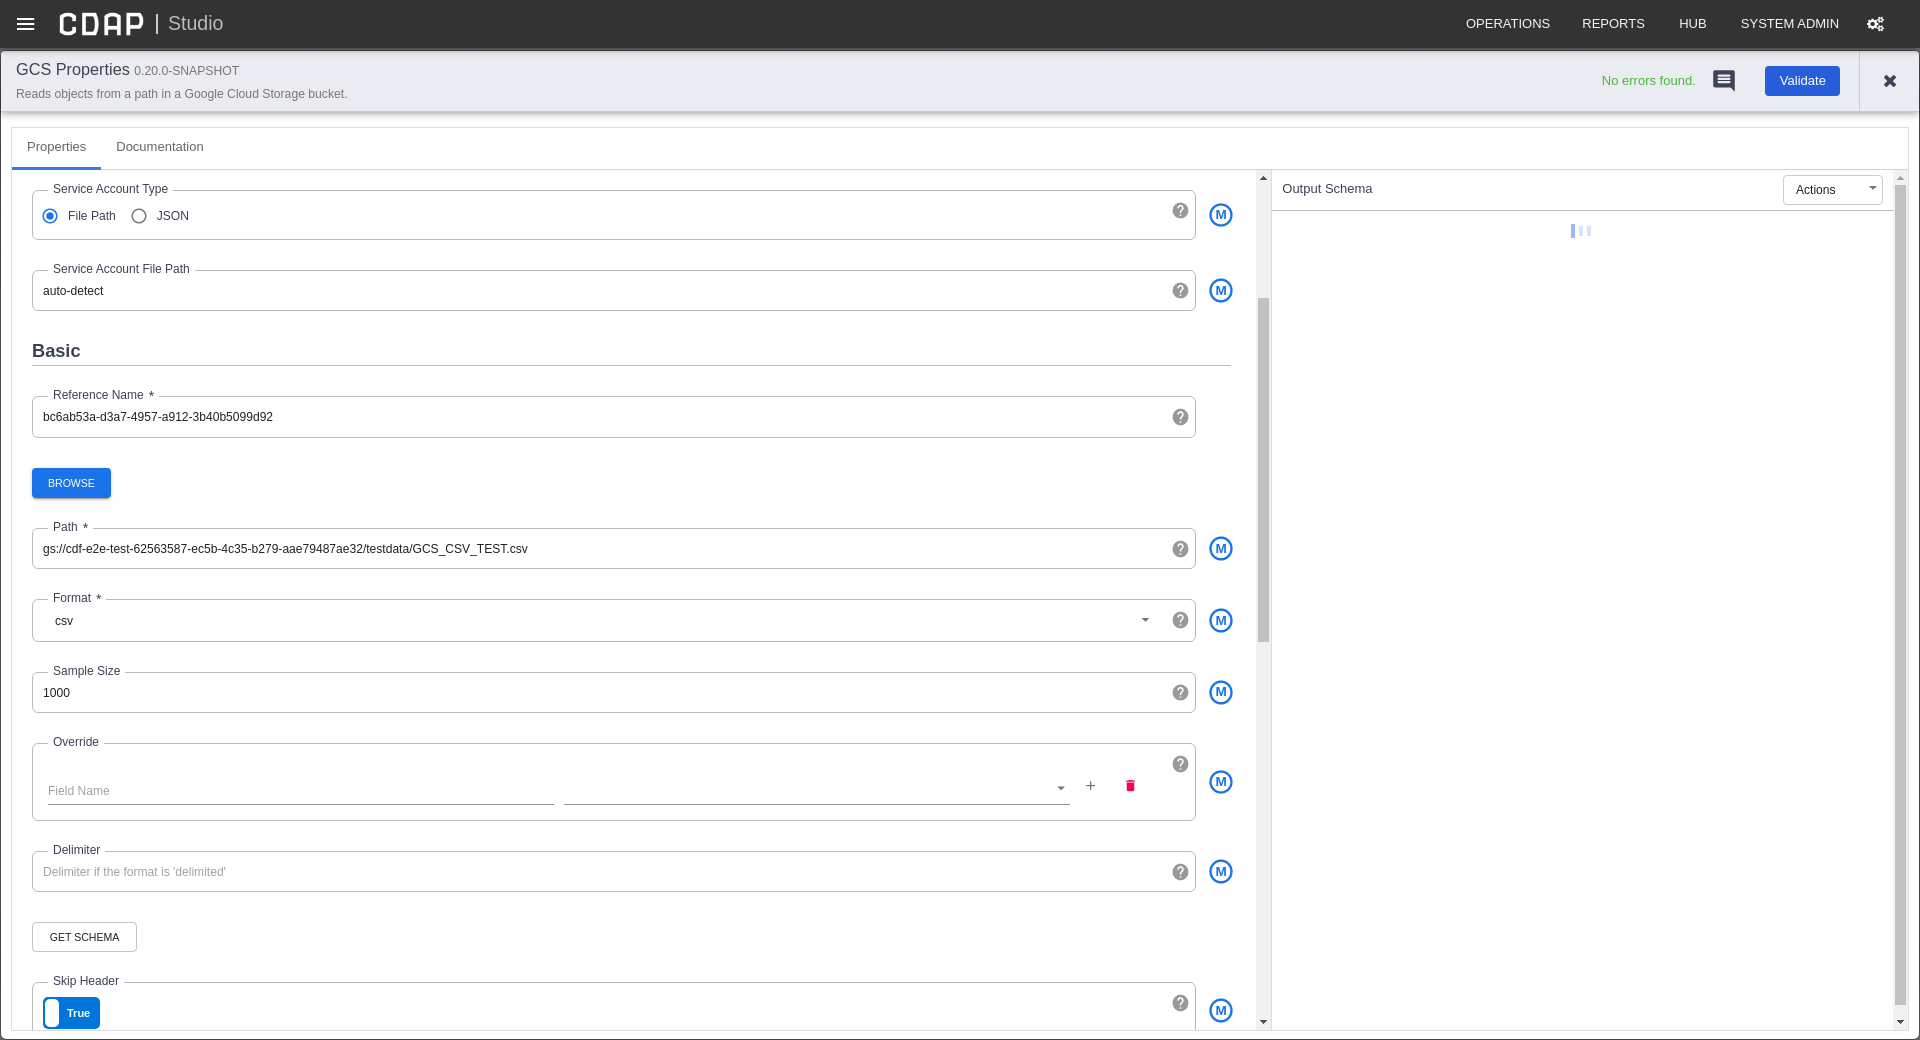 CDAP | Studio
OPERATIONS REPORTS HUB SYSTEM ADMIN
GCS Properties 0.20.0-SNAPSHOT
Reads objects from a path in a Google Cloud Storage bucket.
No errors found.
Validate
Properties Documentation
Service Account Type
File Path JSON
M
Service Account File Path
auto-detect
M
Basic
Reference Name *
bc6ab53a-d3a7-4957-a912-3b40b5099d92
BROWSE
Path *
gs://cdf-e2e-test-62563587-ec5b-4c35-b279-aae79487ae32/testdata/GCS_CSV_TEST.csv
M
Format *
csv
M
Sample Size
1000
M
Override
Field Name
M
Delimiter
Delimiter if the format is 'delimited'
M
GET SCHEMA
Skip Header
True
M
Output Schema
Actions